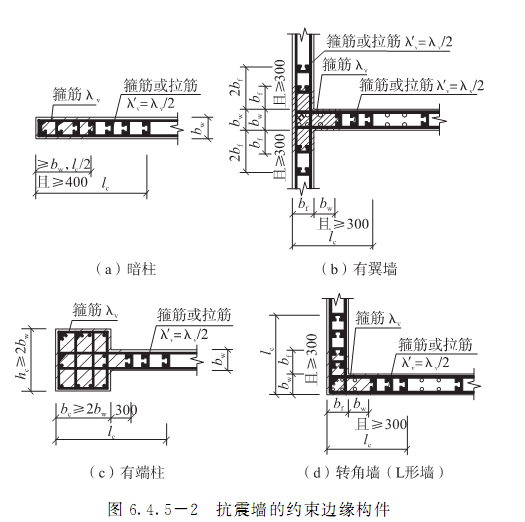 箍筋λv
箍筋或拉筋
λ′v=λv/2
≥bw,lc/2
且≥400
lc
bw
(a)暗柱
箍筋或拉筋λ′v=λv/2
箍筋λv
箍筋或拉筋λ′v=λv/2
2bf
且≥300
bf
bw
bw
2bf
且≥300
bf
bf
bw
且≥300
lc
(b)有翼墙
箍筋λv
箍筋或拉筋
λ′v=λv/2
hc≥2bw
bw
bc≥2bw
300
lc
(c)有端柱
箍筋λv
箍筋或拉筋
λ′v=λv/2
lc
bw
bf
且≥300
bw
bf
bw
且≥300
lc
(d)转角墙(L形墙)
图 6.4.5-2 抗震墙的约束边缘构件